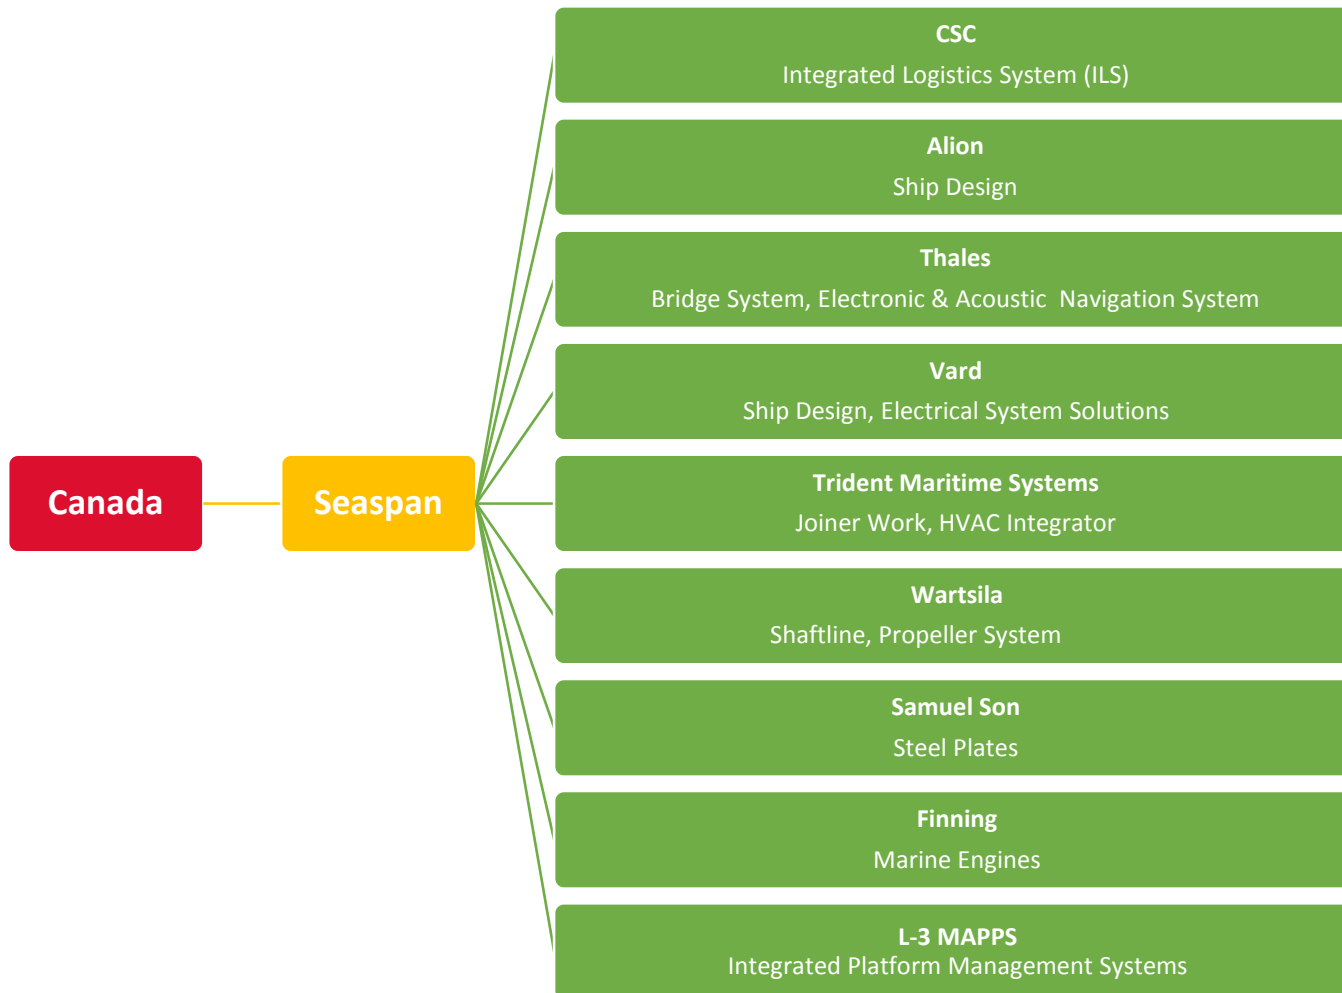 Canada
Seaspan
CSC
Integrated Logistics System (ILS)
Alion
Ship Design
Thales
Bridge System, Electronic & Acoustic  Navigation System
Vard
Ship Design, Electrical System Solutions
Trident Maritime Systems
Joiner Work, HVAC Integrator
Wartsila
Shaftline, Propeller System
Samuel Son
Steel Plates
Finning
Marine Engines
L-3 MAPPS
Integrated Platform Management Systems